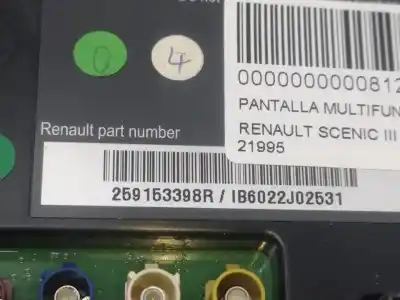 0
4
0000000000812
PANTALLA MULTIFUN
RENAULT SCENIC III
21995
Renault part number
259153398R / IB6022J02531